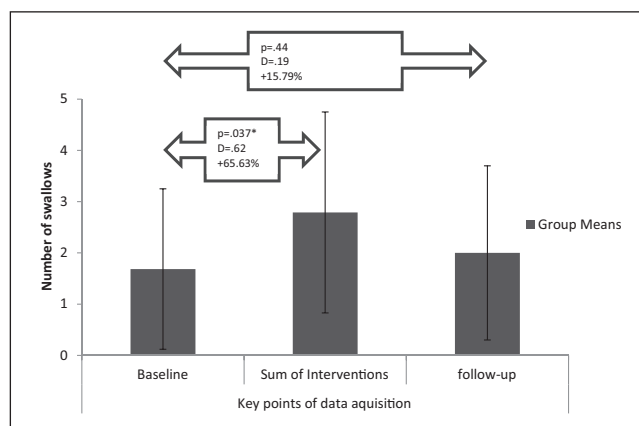 p=.44
D=.19
+15.79%
p=.037*
D=.62
+65.63%
5
4
3
2
1
0
Number of swallows
Group Means
Baseline Sum of Interventions follow-up
Key points of data aquisition